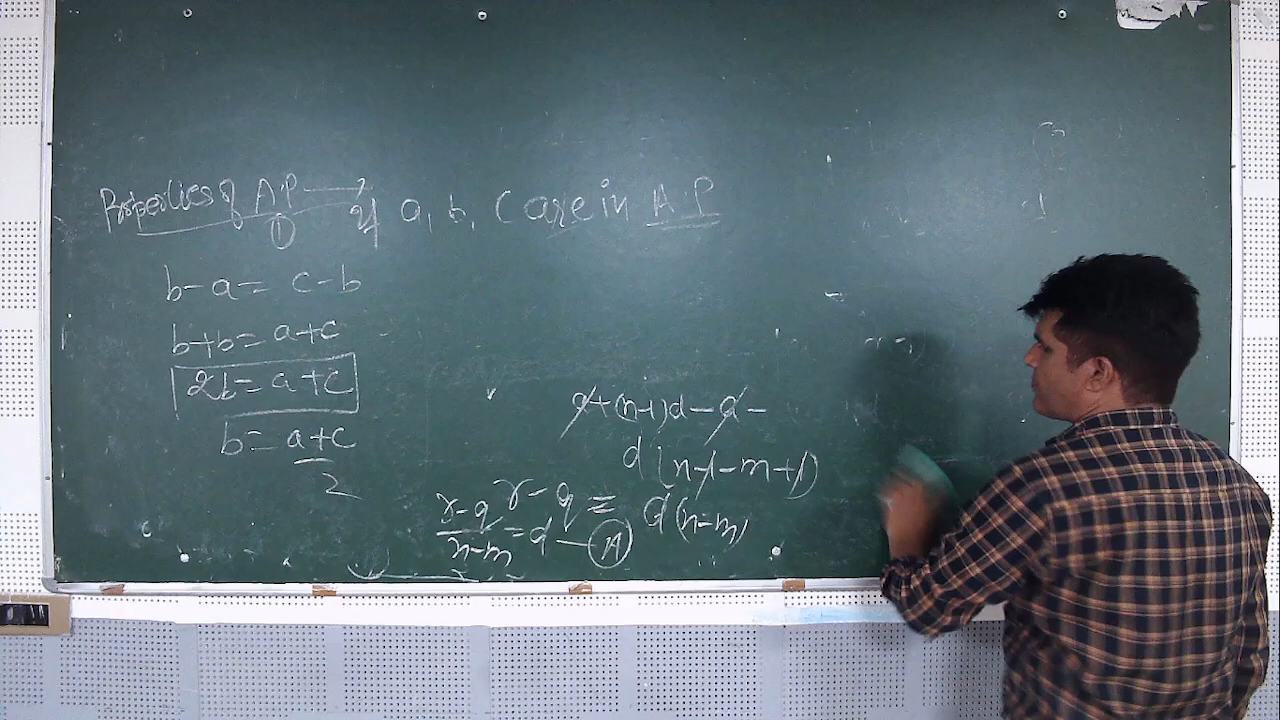 Properties of A.P → If a, b, c are in A.P
①
b - a = c - b
b + b = a + c
2b = a + c
b = a + c
2
a + (n-1)d - a -
d(n-1-m+1)
r - q = d(n-m)
r - q
n - m
= d — (A)